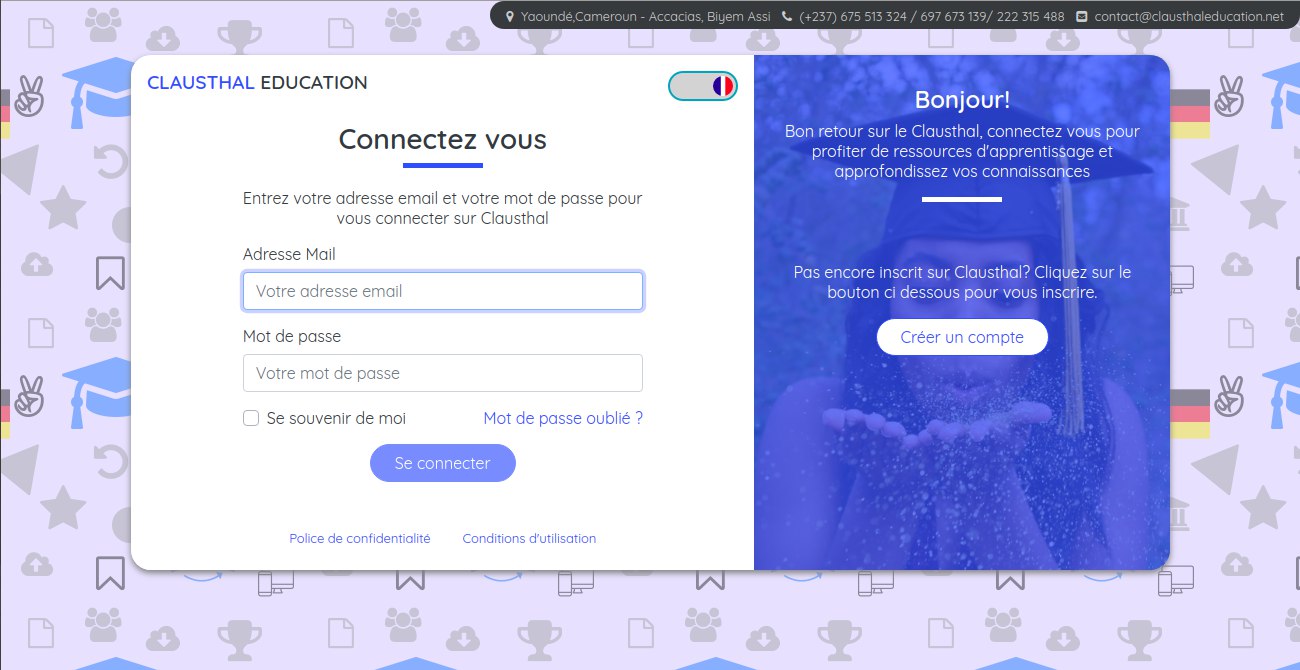 Yaoundé,Cameroun - Accacias, Biyem Assi (+237) 675 513 324 / 697 673 139/ 222 315 488 contact@clausthaleducation.net
CLAUSTHAL EDUCATION
Connectez vous
Entrez votre adresse email et votre mot de passe pour
vous connecter sur Clausthal
Adresse Mail
Votre adresse email
Mot de passe
Votre mot de passe
Se souvenir de moi
Mot de passe oublié ?
Se connecter
Police de confidentialité
Conditions d'utilisation
Bonjour!
Bon retour sur le Clausthal, connectez vous pour
profiter de ressources d'apprentissage et
approfondissez vos connaissances
Pas encore inscrit sur Clausthal? Cliquez sur le
bouton ci dessous pour vous inscrire.
Créer un compte